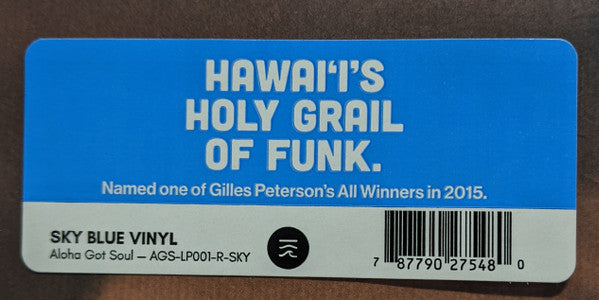 HAWAI‘I’S
HOLY GRAIL
OF FUNK.
Named one of Gilles Peterson's All Winners in 2015.
SKY BLUE VINYL
Aloha Got Soul — AGS-LP001-R-SKY
7 87790 27548 0